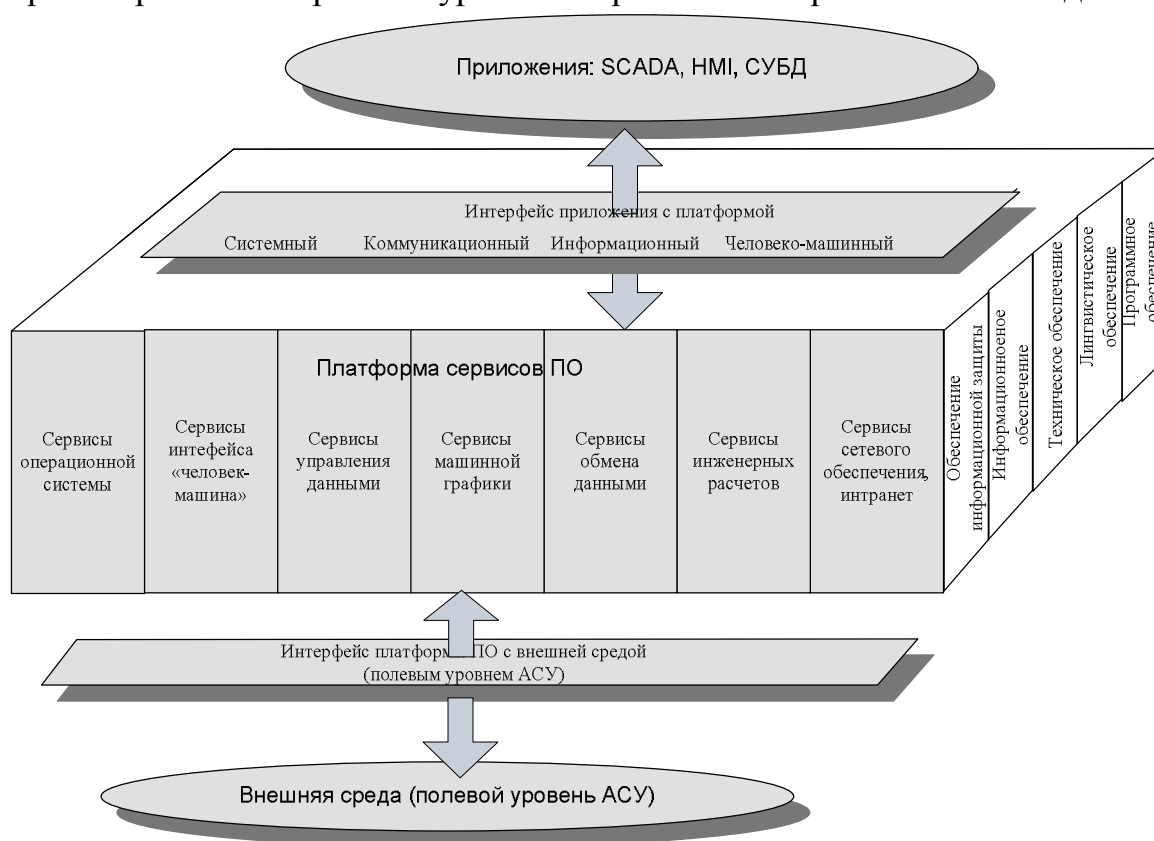 Приложения: SCADA, HMI, СУБД
Интерфейс приложения с платформой
Системный Коммуникационный Информационный Человеко-машинный
Платформа сервисов ПО
Сервисы
операционной
системы
Сервисы
интефейса
«человек-
машина»
Сервисы
управления
данными
Сервисы
машинной
графики
Сервисы
обмена
данными
Сервисы
инженерных
расчетов
Сервисы
сетевого
обеспечения,
интранет
Обеспечение
информационной защиты
Информационноеное
обеспечение
Техническое обеспечение
Лингвистическое
обеспечение
Программное
обеспечение
Интерфейс платформы ПО с внешней средой
(полевым уровнем АСУ)
Внешняя среда (полевой уровень АСУ)